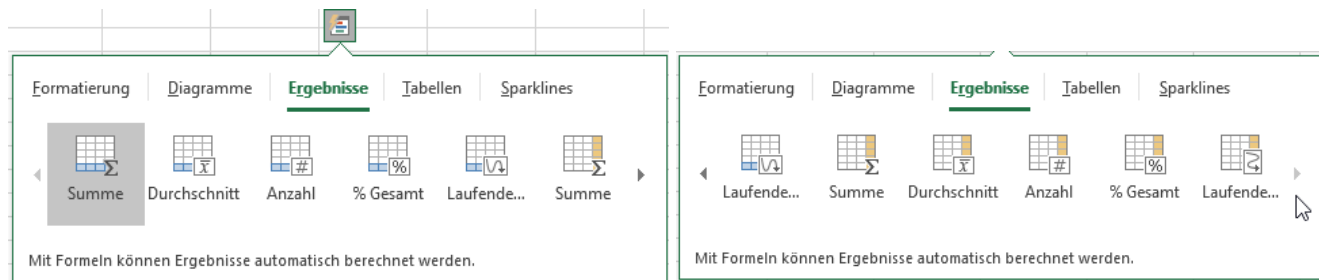 Formatierung Diagramme Ergebnisse Tabellen Sparklines
Summe Durchschnitt Anzahl % Gesamt Laufende... Summe
Mit Formeln können Ergebnisse automatisch berechnet werden.
Formatierung Diagramme Ergebnisse Tabellen Sparklines
Laufende... Summe Durchschnitt Anzahl % Gesamt Laufende...
Mit Formeln können Ergebnisse automatisch berechnet werden.